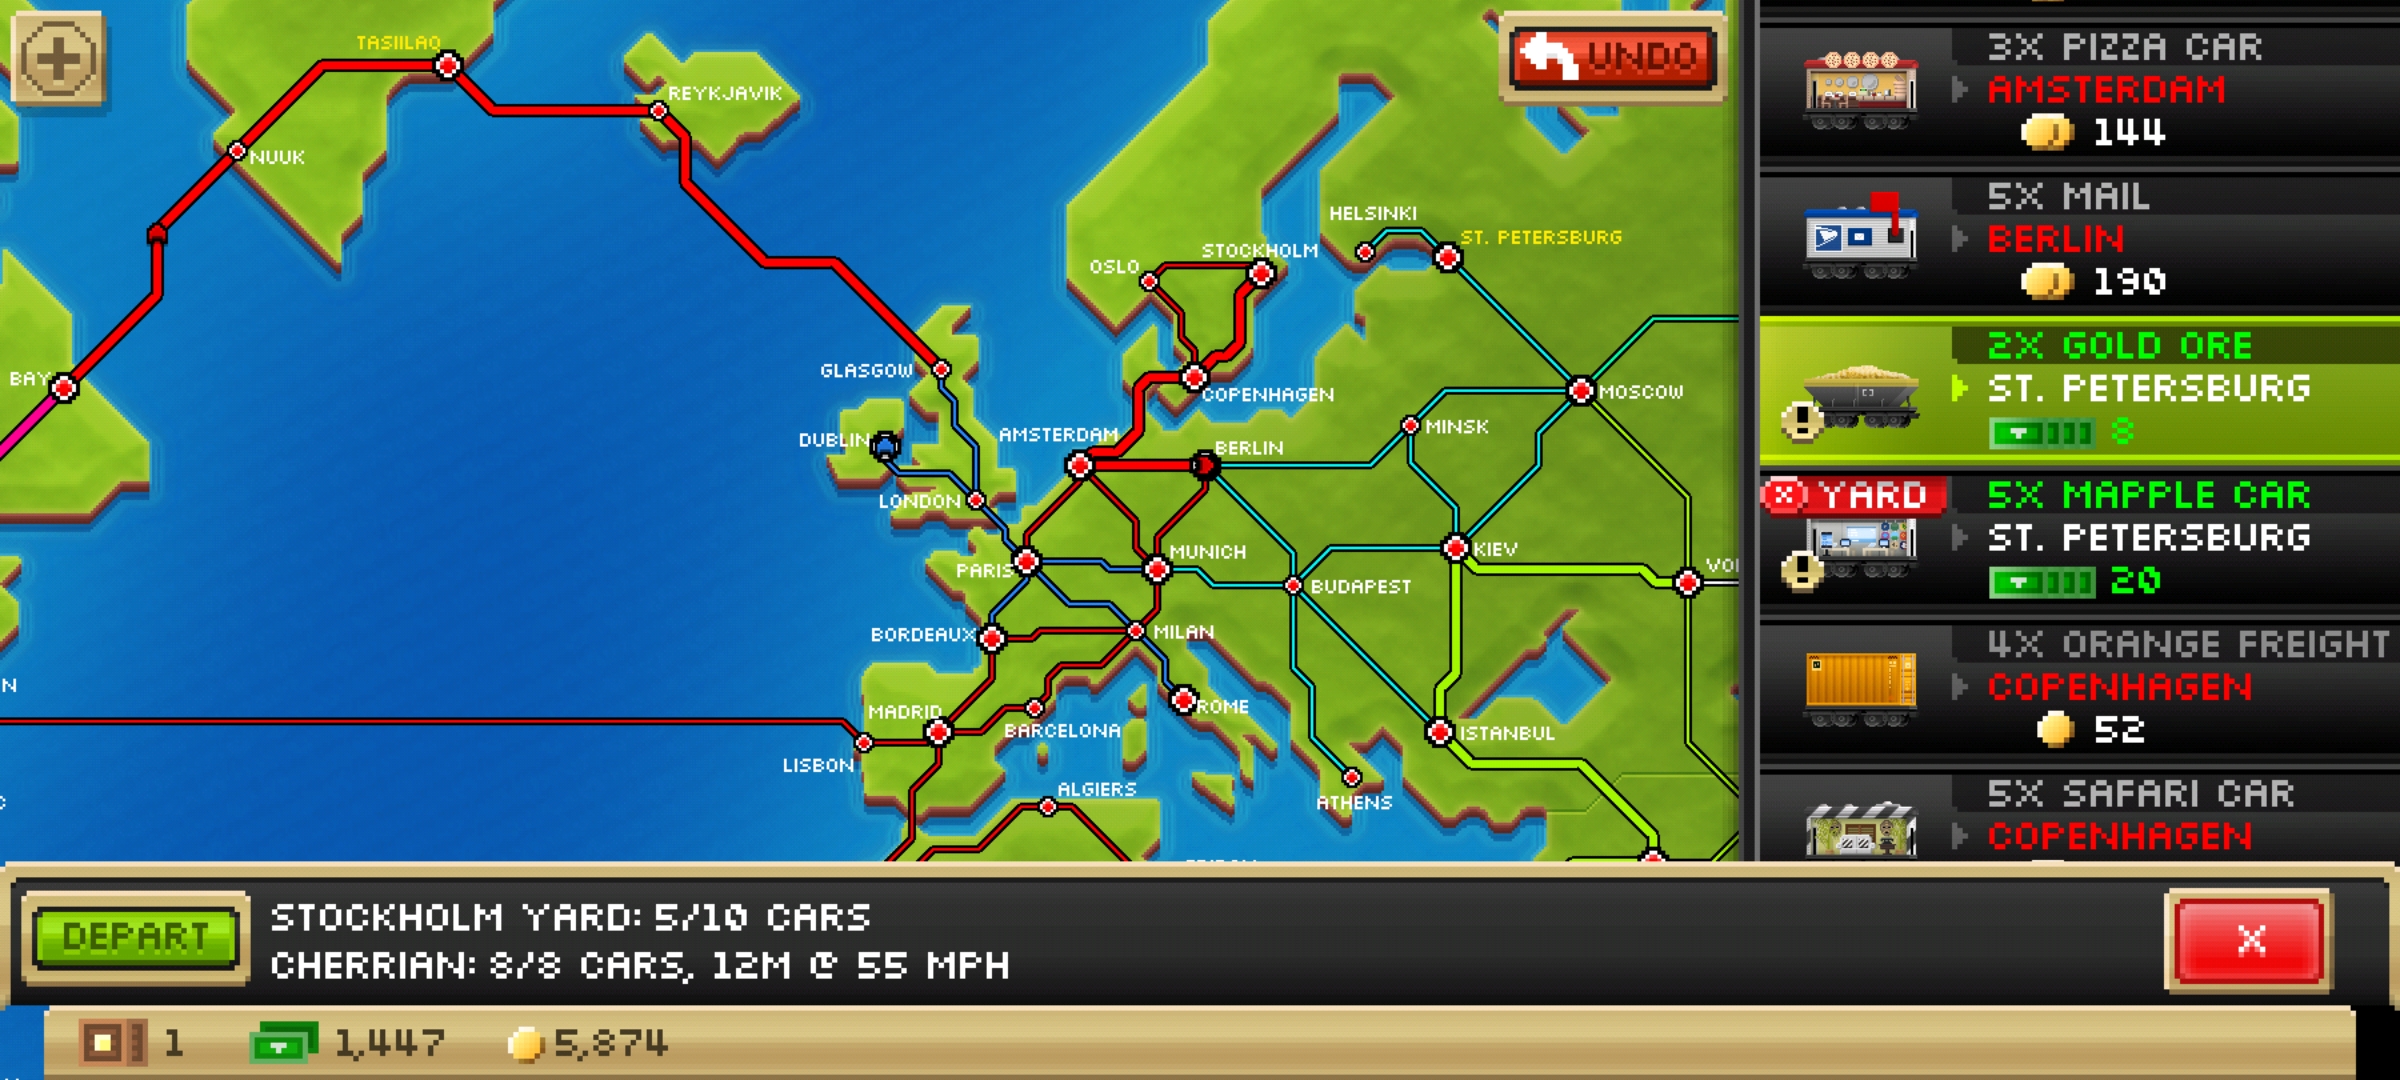 TASIILAQ
REYKJAVIK
UNDO
NUUK
HELSINKI
ST. PETERSBURG
STOCKHOLM
OSLO
GLASGOW
BAY
COPENHAGEN
MOSCOW
AMSTERDAM
MINSK
DUBLIN
BERLIN
LONDON
KIEV
MUNICH
PARIS
BUDAPEST
BORDEAUX
MILAN
ROME
MADRID
BARCELONA
ISTANBUL
LISBON
ALGIERS
ATHENS
3X PIZZA CAR
AMSTERDAM
144
5X MAIL
BERLIN
190
2X GOLD ORE
ST. PETERSBURG
8
YARD
5X MAPPLE CAR
ST. PETERSBURG
20
4X ORANGE FREIGHT
COPENHAGEN
52
5X SAFARI CAR
COPENHAGEN
DEPART
STOCKHOLM YARD: 5/10 CARS
CHERRIAN: 8/8 CARS, 12M @ 55 MPH
X
1
1,447
5,874